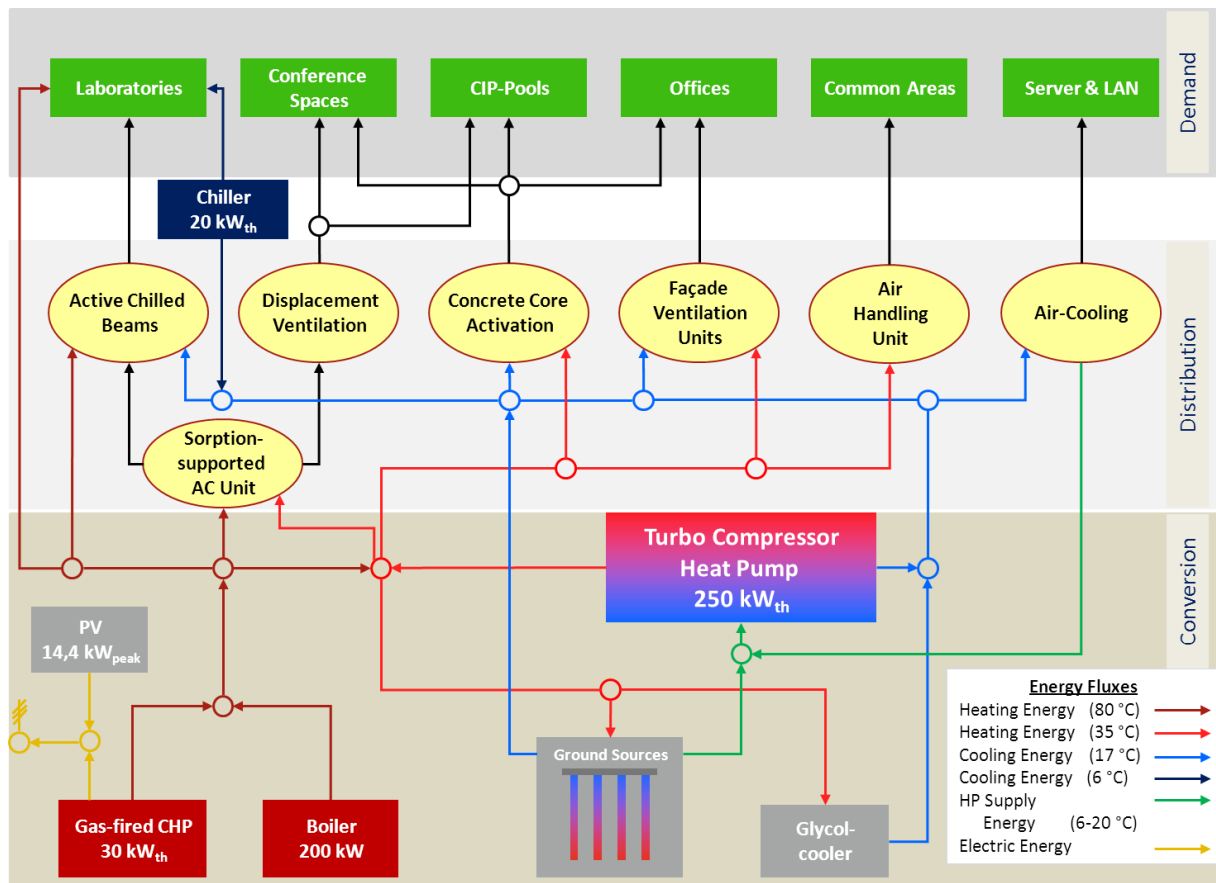 Laboratories
Conference
Spaces
CIP-Pools
Offices
Common Areas
Server & LAN
Demand
Chiller
20 kWth
Active Chilled
Beams
Displacement
Ventilation
Concrete Core
Activation
Façade
Ventilation
Units
Air
Handling
Unit
Air-Cooling
Distribution
Sorption-
supported
AC Unit
Turbo Compressor
Heat Pump
250 kWth
Conversion
PV
14,4 kWpeak
Ground Sources
Gas-fired CHP
30 kWth
Boiler
200 kW
Glycol-
cooler
Energy Fluxes
Heating Energy (80 °C)
Heating Energy (35 °C)
Cooling Energy (17 °C)
Cooling Energy (6 °C)
HP Supply
Energy (6-20 °C)
Electric Energy